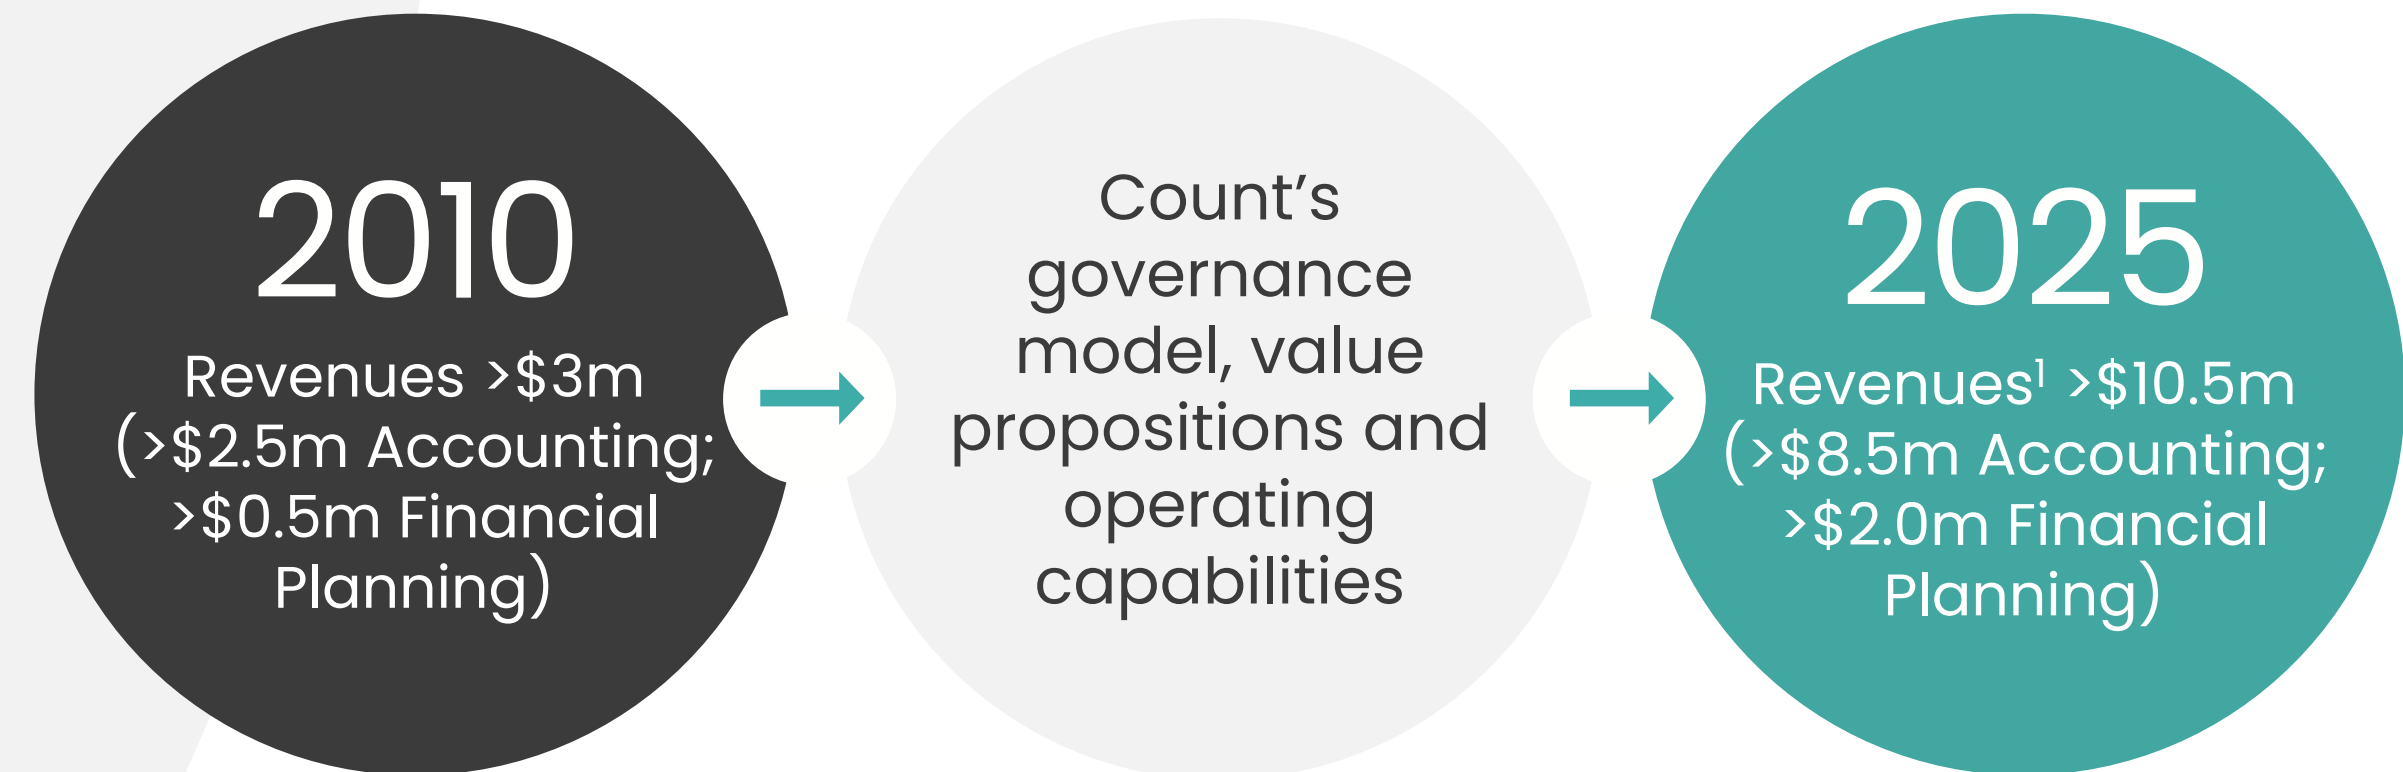 2010
Revenues >$3m
(>$2.5m Accounting;
>$0.5m Financial
Planning)
Count’s
governance
model, value
propositions and
operating
capabilities
2025
Revenues¹ >$10.5m
(>$8.5m Accounting;
>$2.0m Financial
Planning)